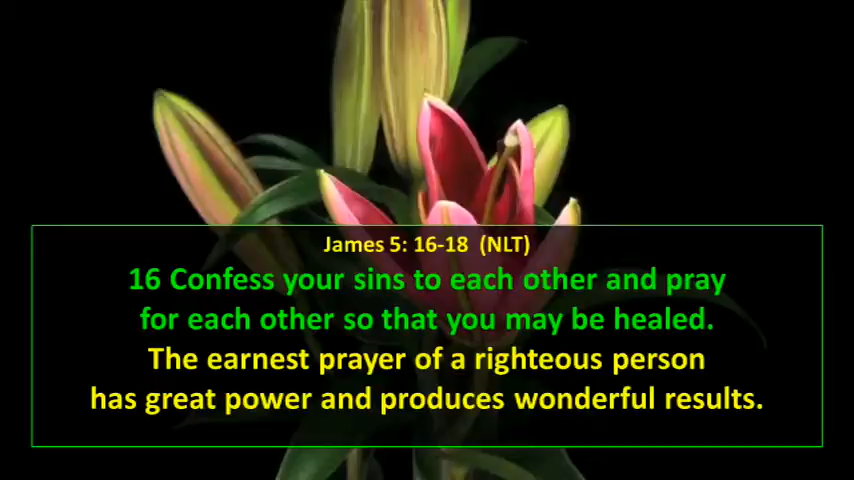 James 5: 16-18  (NLT)
16 Confess your sins to each other and pray
for each other so that you may be healed.
The earnest prayer of a righteous person
has great power and produces wonderful results.